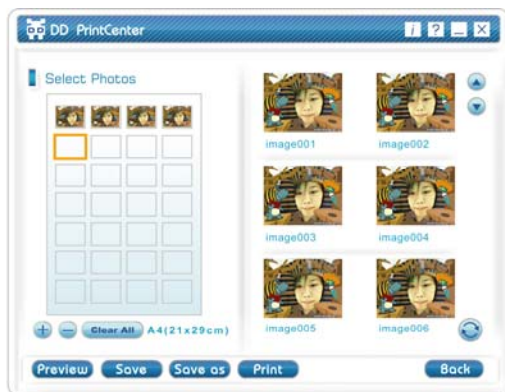 DD PrintCenter
i ? _ X
Select Photos
image001 image002
image003 image004
image005 image006
+ − Clear All A4(21x29cm)
Preview Save Save as Print Back